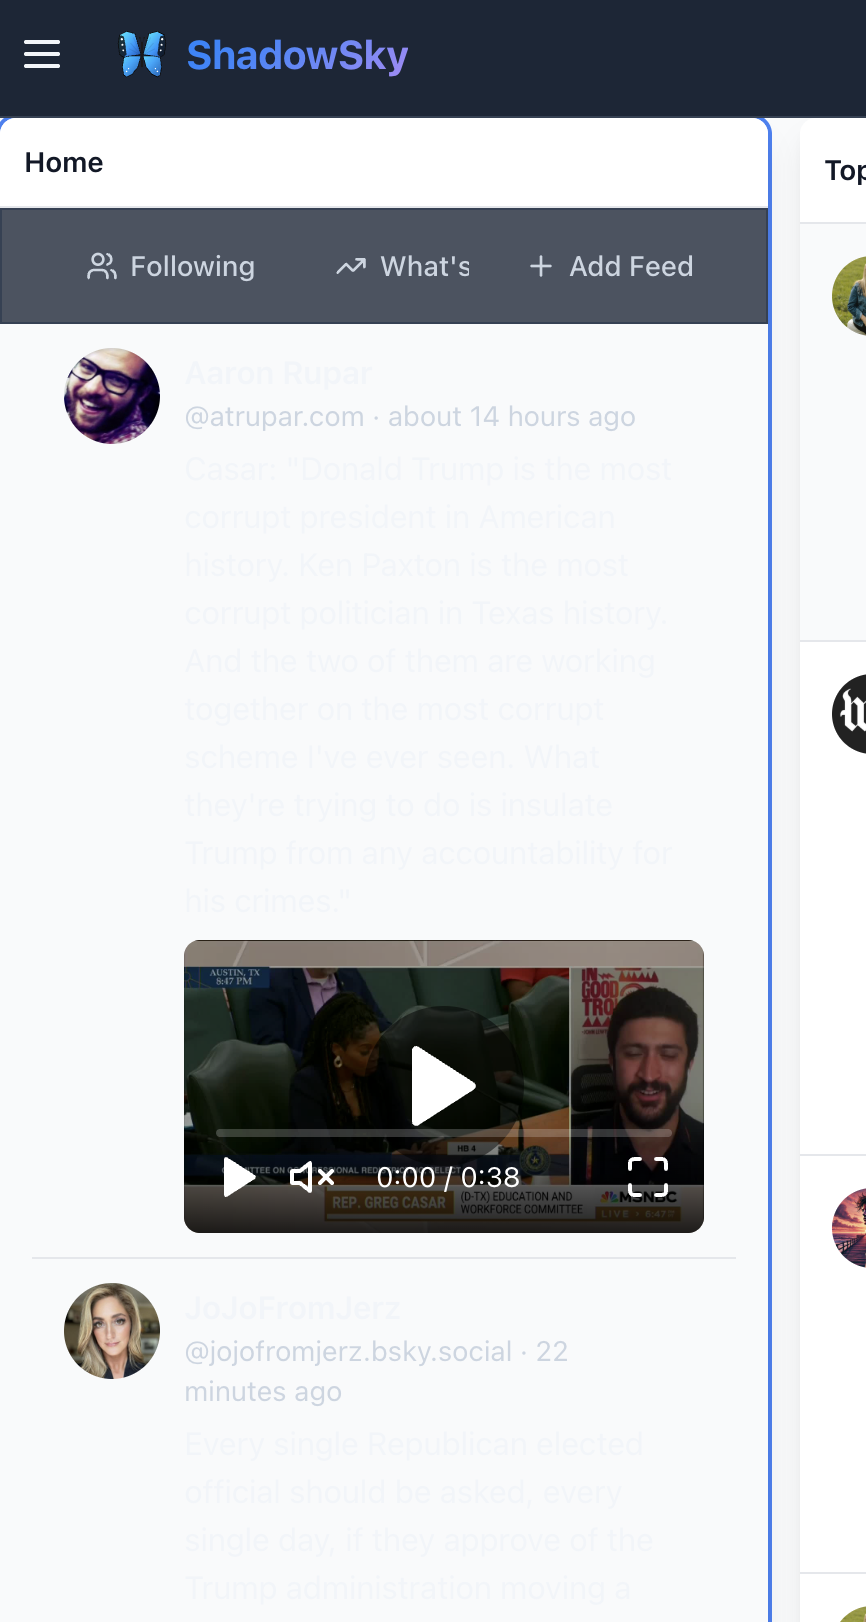 ShadowSky
Home
Top
Following
What's
Add Feed
Aaron Rupar
@atrupar.com · about 14 hours ago
Casar: "Donald Trump is the most
corrupt president in American
history. Ken Paxton is the most
corrupt politician in Texas history.
And the two of them are working
together on the most corrupt
scheme I've ever seen. What
they're trying to do is insulate
Trump from any accountability for
his crimes."
AUSTIN, TX
8:47 PM
IN
GOOD
HB 4
0:00 / 0:38
REP. GREG CASAR
(D-TX) EDUCATION AND
WORKFORCE COMMITTEE
MSNBC
LIVE • 6:47
JoJoFromJerz
@jojofromjerz.bsky.social · 22
minutes ago
Every single Republican elected
official should be asked, every
single day, if they approve of the
Trump administration moving a